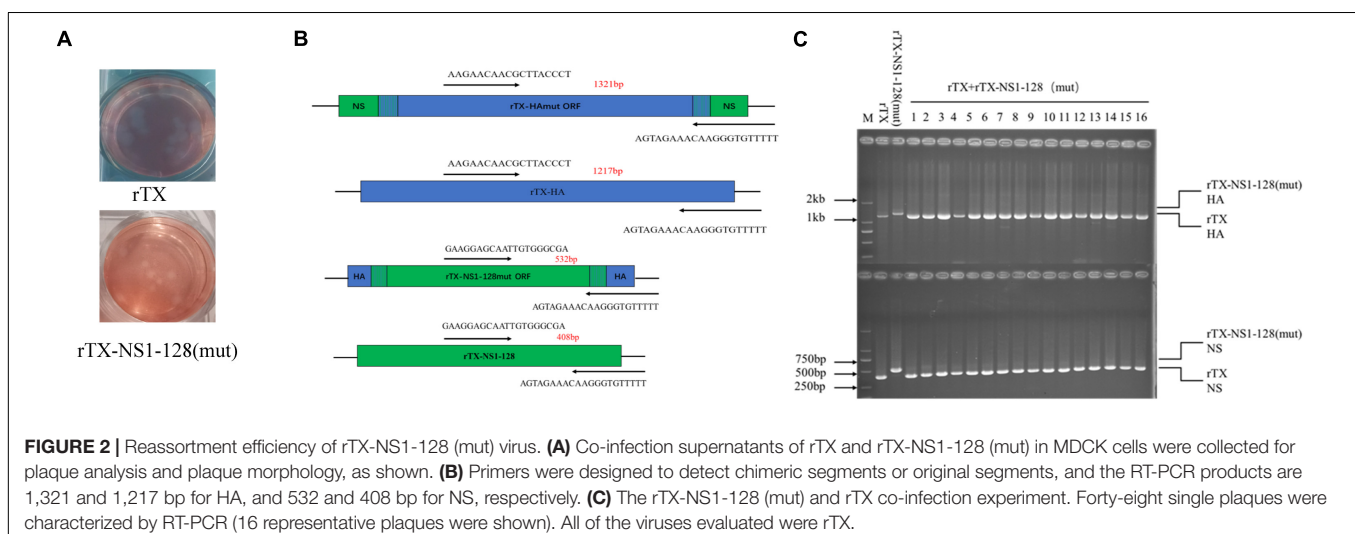 A
rTX
rTX-NS1-128(mut)
B
AAGAACAACGCTTACCCT
1321bp
NS
rTX-HAmut ORF
NS
AGTAGAAACAAGGGTGTTTTT
AAGAACAACGCTTACCCT
1217bp
rTX-HA
AGTAGAAACAAGGGTGTTTTT
GAAGGAGCAATTGTGGGCGA
532bp
HA
rTX-NS1-128mut ORF
HA
AGTAGAAACAAGGGTGTTTTT
GAAGGAGCAATTGTGGGCGA
408bp
rTX-NS1-128
AGTAGAAACAAGGGTGTTTTT
C
rTX+rTX-NS1-128 (mut)
M rTX rTX-NS1-128(mut) 1 2 3 4 5 6 7 8 9 10 11 12 13 14 15 16
2kb
1kb
rTX-NS1-128(mut)
HA
rTX
HA
750bp
500bp
250bp
rTX-NS1-128(mut)
NS
rTX
NS
FIGURE 2 | Reassortment efficiency of rTX-NS1-128 (mut) virus. (A) Co-infection supernatants of rTX and rTX-NS1-128 (mut) in MDCK cells were collected for
plaque analysis and plaque morphology, as shown. (B) Primers were designed to detect chimeric segments or original segments, and the RT-PCR products are
1,321 and 1,217 bp for HA, and 532 and 408 bp for NS, respectively. (C) The rTX-NS1-128 (mut) and rTX co-infection experiment. Forty-eight single plaques were
characterized by RT-PCR (16 representative plaques were shown). All of the viruses evaluated were rTX.